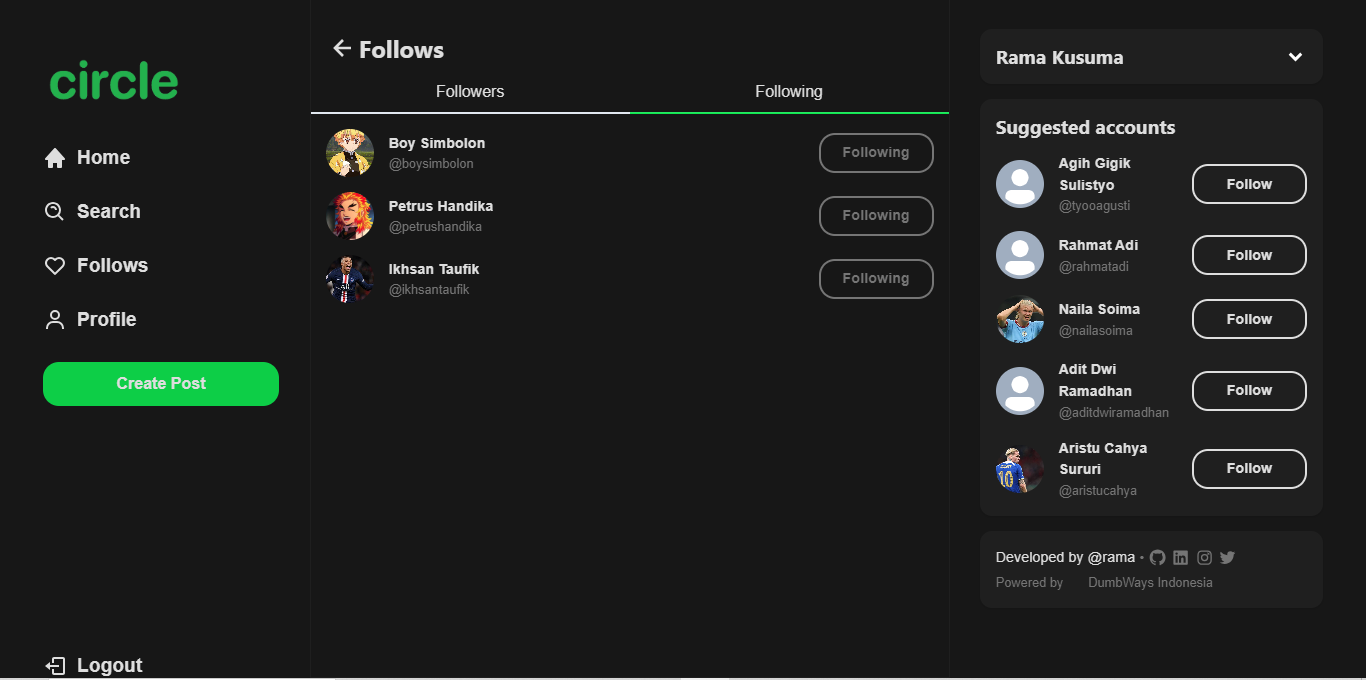 circle
Home
Search
Follows
Profile
Create Post
Logout
Follows
Followers
Following
Boy Simbolon
@boysimbolon
Following
Petrus Handika
@petrushandika
Following
Ikhsan Taufik
@ikhsantaufik
Following
Rama Kusuma
Suggested accounts
Agih Gigik
Sulistyo
@tyooagusti
Follow
Rahmat Adi
@rahmatadi
Follow
Naila Soima
@nailasoima
Follow
Adit Dwi
Ramadhan
@aditdwiramadhan
Follow
Aristu Cahya
Sururi
@aristucahya
Follow
Developed by @rama •
Powered by DumbWays Indonesia